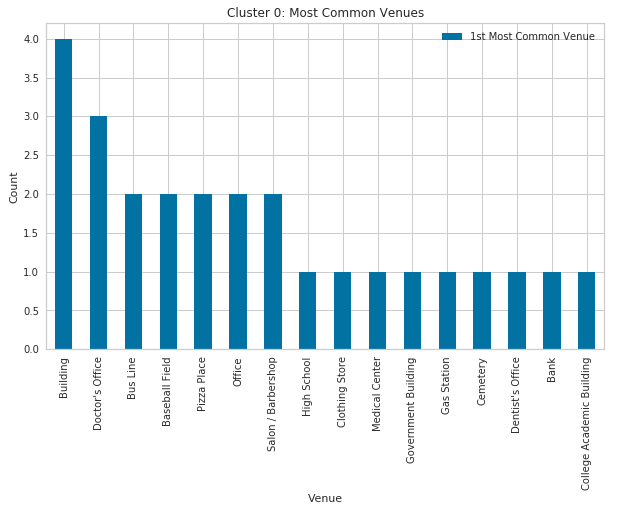 Cluster 0: Most Common Venues
1st Most Common Venue
4.0
3.5
3.0
2.5
2.0
1.5
1.0
0.5
0.0
Count
Building
Doctor's Office
Bus Line
Baseball Field
Pizza Place
Office
Salon / Barbershop
High School
Clothing Store
Medical Center
Government Building
Gas Station
Cemetery
Dentist's Office
Bank
College Academic Building
Venue